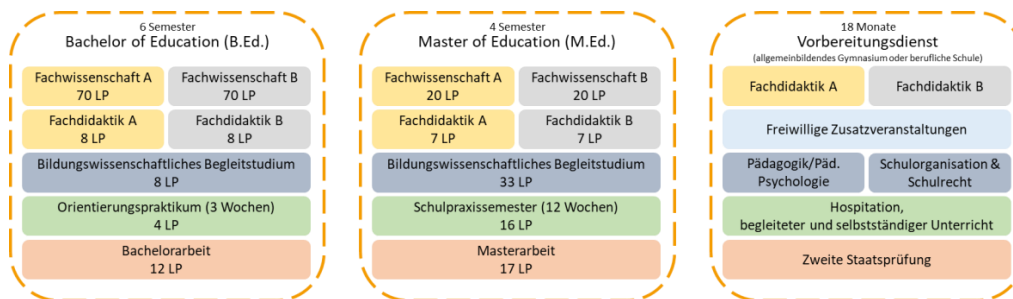 6 Semester
Bachelor of Education (B.Ed.)
Fachwissenschaft A
70 LP
Fachwissenschaft B
70 LP
Fachdidaktik A
8 LP
Fachdidaktik B
8 LP
Bildungswissenschaftliches Begleitstudium
8 LP
Orientierungspraktikum (3 Wochen)
4 LP
Bachelorarbeit
12 LP
4 Semester
Master of Education (M.Ed.)
Fachwissenschaft A
20 LP
Fachwissenschaft B
20 LP
Fachdidaktik A
7 LP
Fachdidaktik B
7 LP
Bildungswissenschaftliches Begleitstudium
33 LP
Schulpraxissemester (12 Wochen)
16 LP
Masterarbeit
17 LP
18 Monate
Vorbereitungsdienst
(allgemeinbildendes Gymnasium oder berufliche Schule)
Fachdidaktik A
Fachdidaktik B
Freiwillige Zusatzveranstaltungen
Pädagogik/Päd.
Psychologie
Schulorganisation &
Schulrecht
Hospitation,
begleiteter und selbstständiger Unterricht
Zweite Staatsprüfung